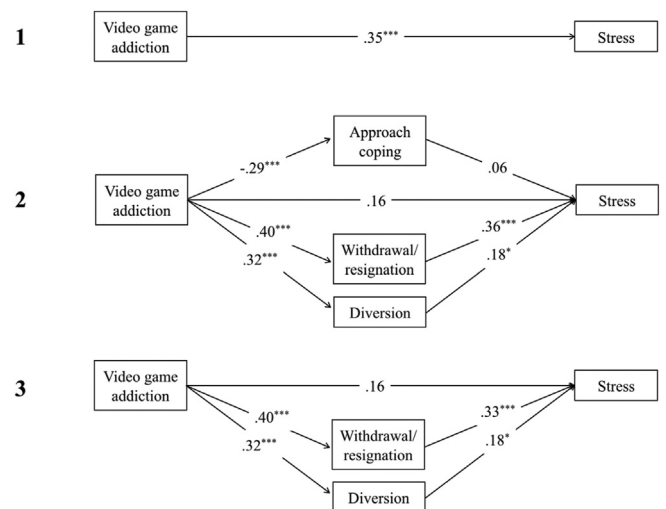 1
Video game
addiction
.35***
Stress
2
Approach
coping
-.29***
.06
Video game
addiction
.16
Stress
.40***
.36***
Withdrawal/
resignation
.32***
.18*
Diversion
3
Video game
addiction
.16
Stress
.40***
.33***
Withdrawal/
resignation
.32***
.18*
Diversion